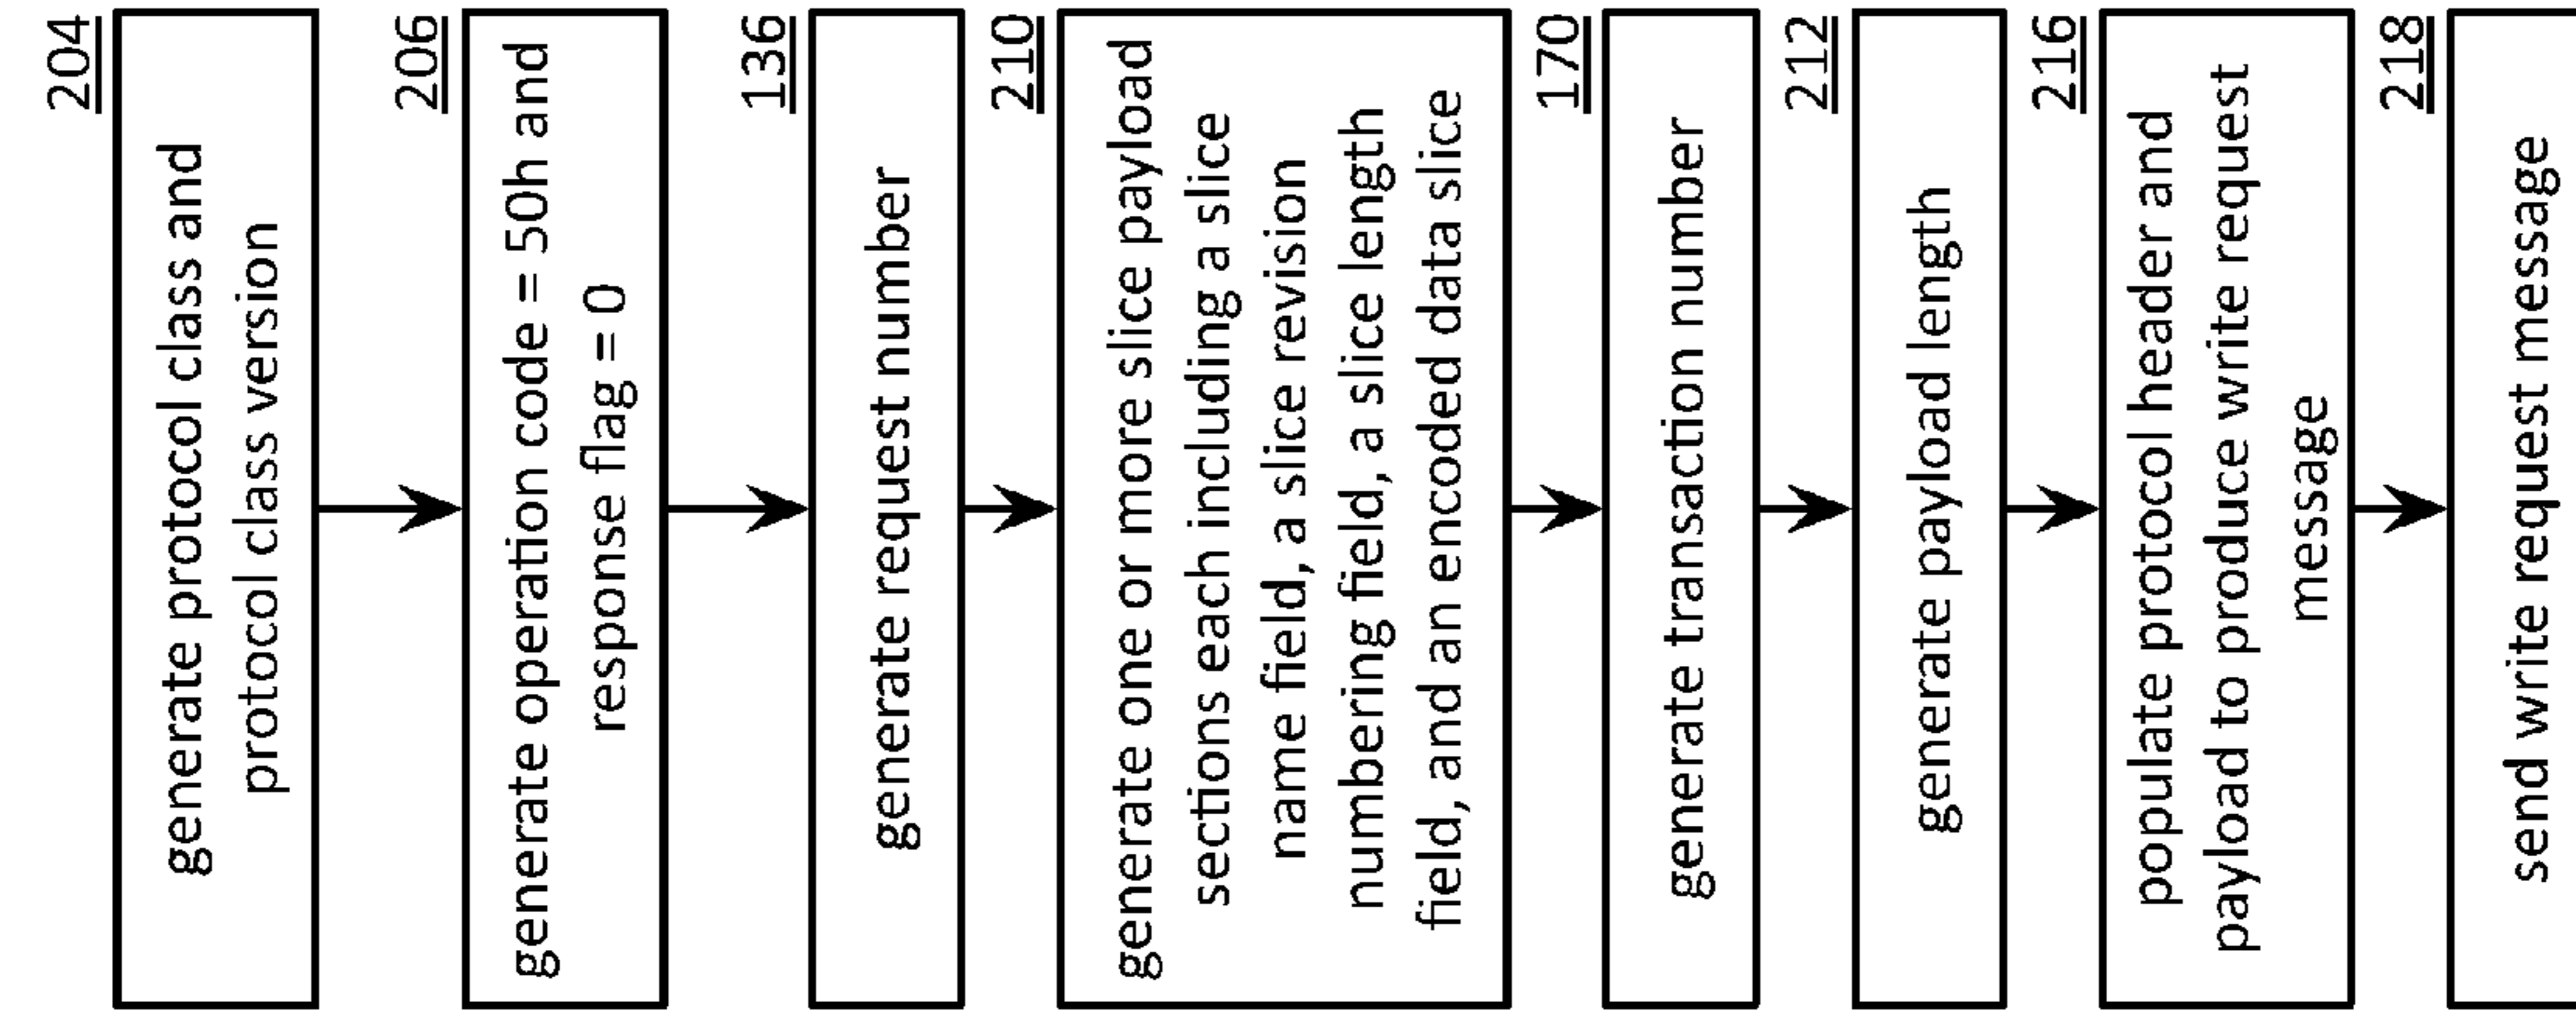 204
generate protocol class and
protocol class version
206
generate operation code = 50h and
response flag = 0
136
generate request number
210
generate one or more slice payload
sections each including a slice
name field, a slice revision
numbering field, a slice length
field, and an encoded data slice
170
generate transaction number
212
generate payload length
216
populate protocol header and
payload to produce write request
message
218
send write request message